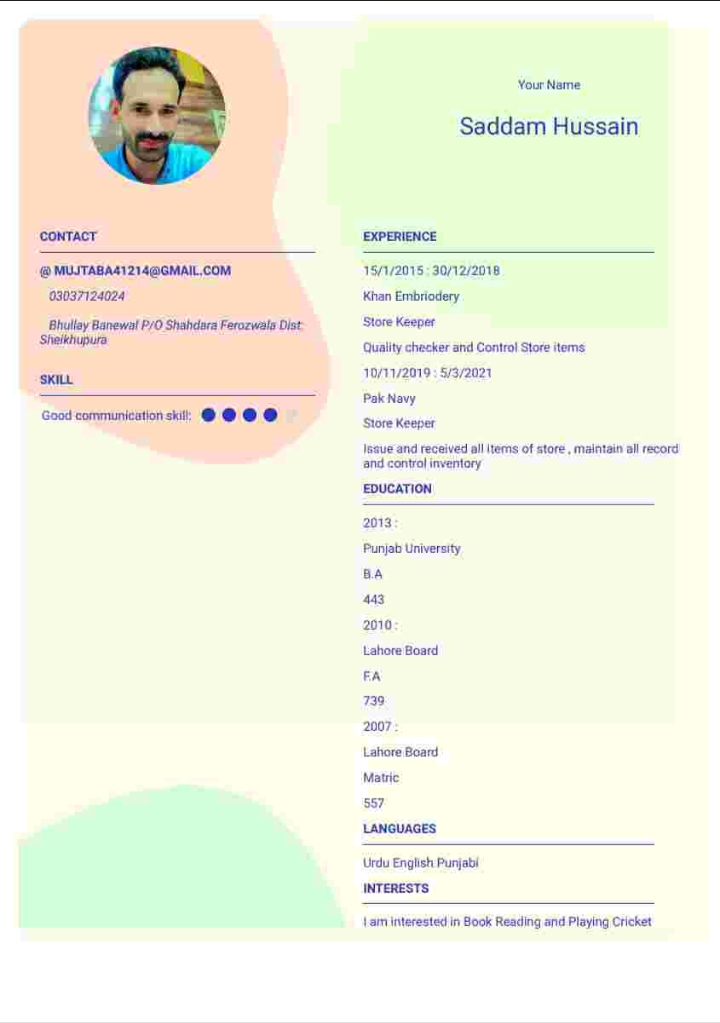 Your Name
Saddam Hussain
CONTACT
@ MUJTABA41214@GMAIL.COM
03037124024
Bhullay Banewal P/O Shahdara Ferozwala Dist:
Sheikhupura
SKILL
Good communication skill:
EXPERIENCE
15/1/2015 : 30/12/2018
Khan Embriodery
Store Keeper
Quality checker and Control Store items
10/11/2019 : 5/3/2021
Pak Navy
Store Keeper
Issue and received all items of store , maintain all record
and control inventory
EDUCATION
2013 :
Punjab University
B.A
443
2010 :
Lahore Board
F.A
739
2007 :
Lahore Board
Matric
557
LANGUAGES
Urdu English Punjabi
INTERESTS
I am interested in Book Reading and Playing Cricket